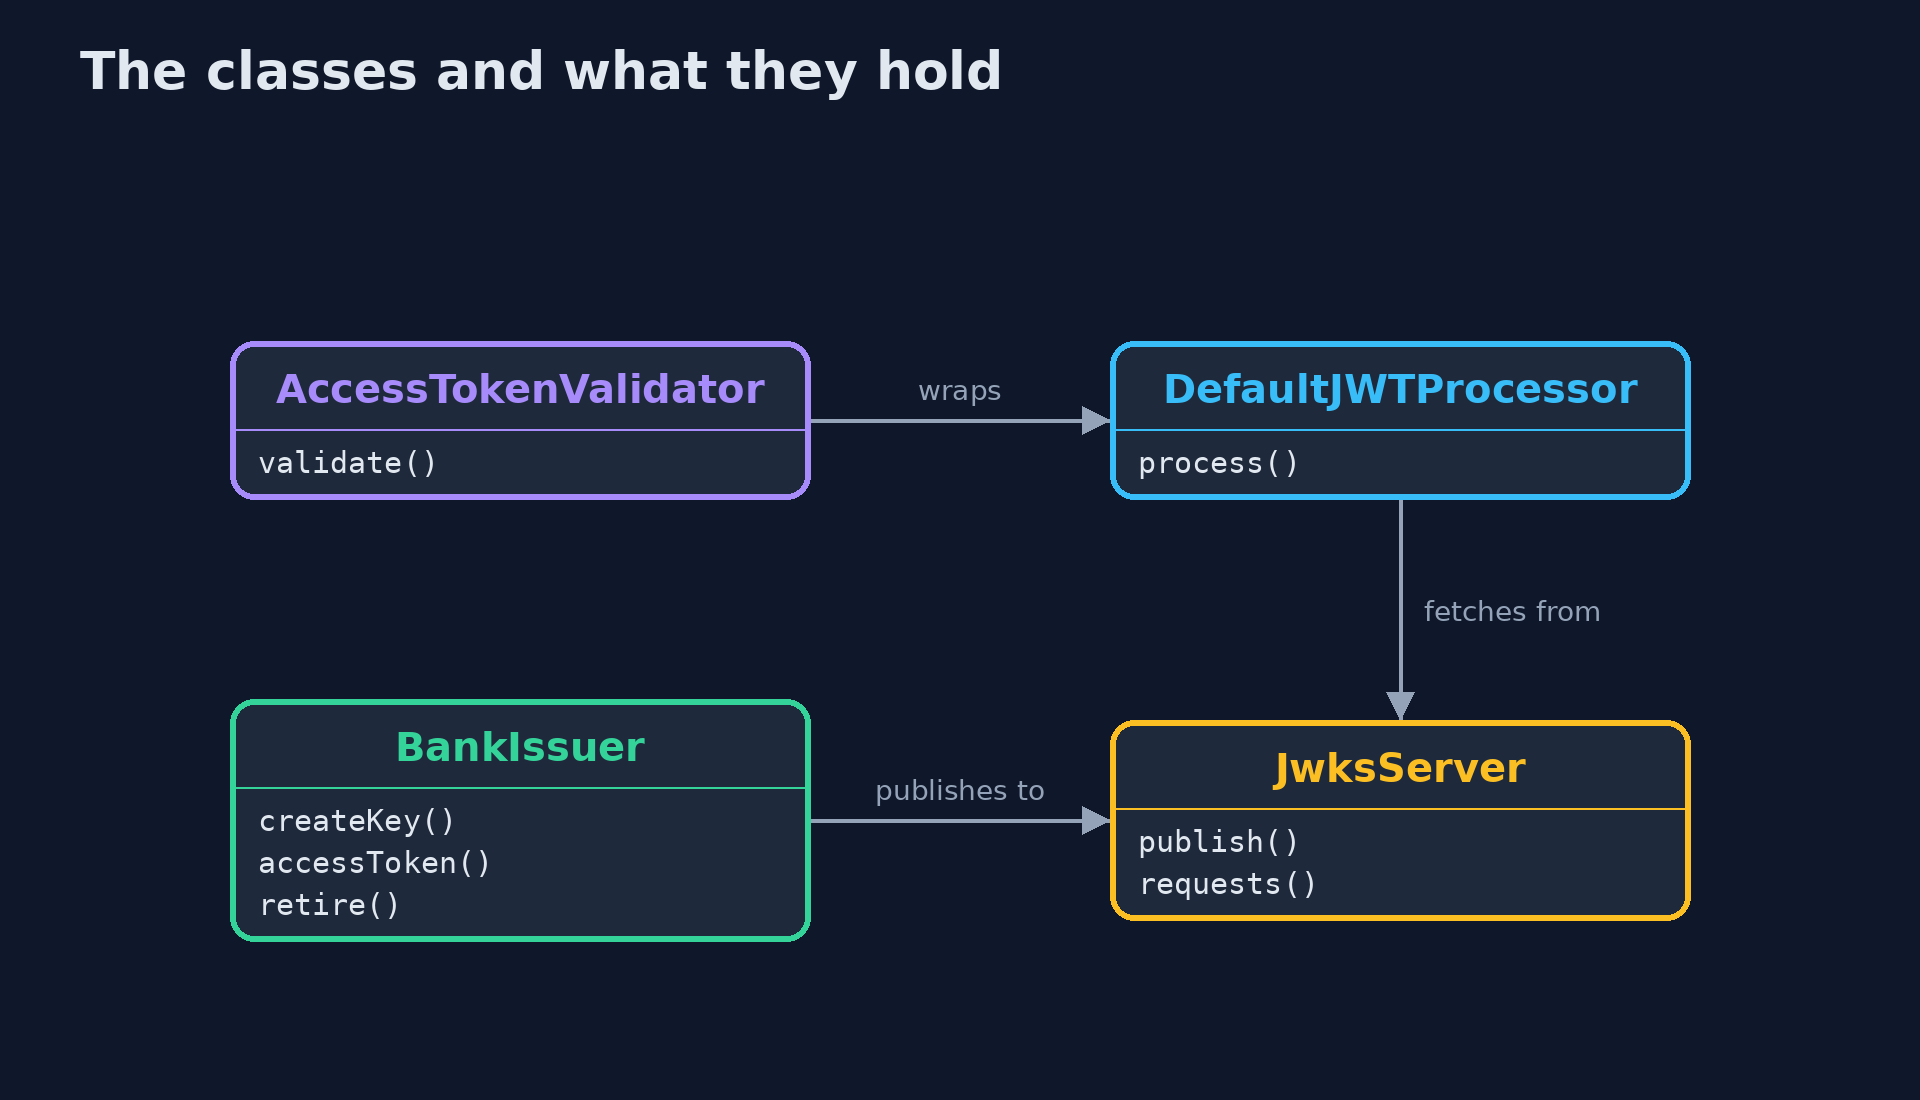 The classes and what they hold
AccessTokenValidator
validate()
wraps
DefaultJWTProcessor
process()
fetches from
BankIssuer
createKey()
accessToken()
retire()
publishes to
JwksServer
publish()
requests()